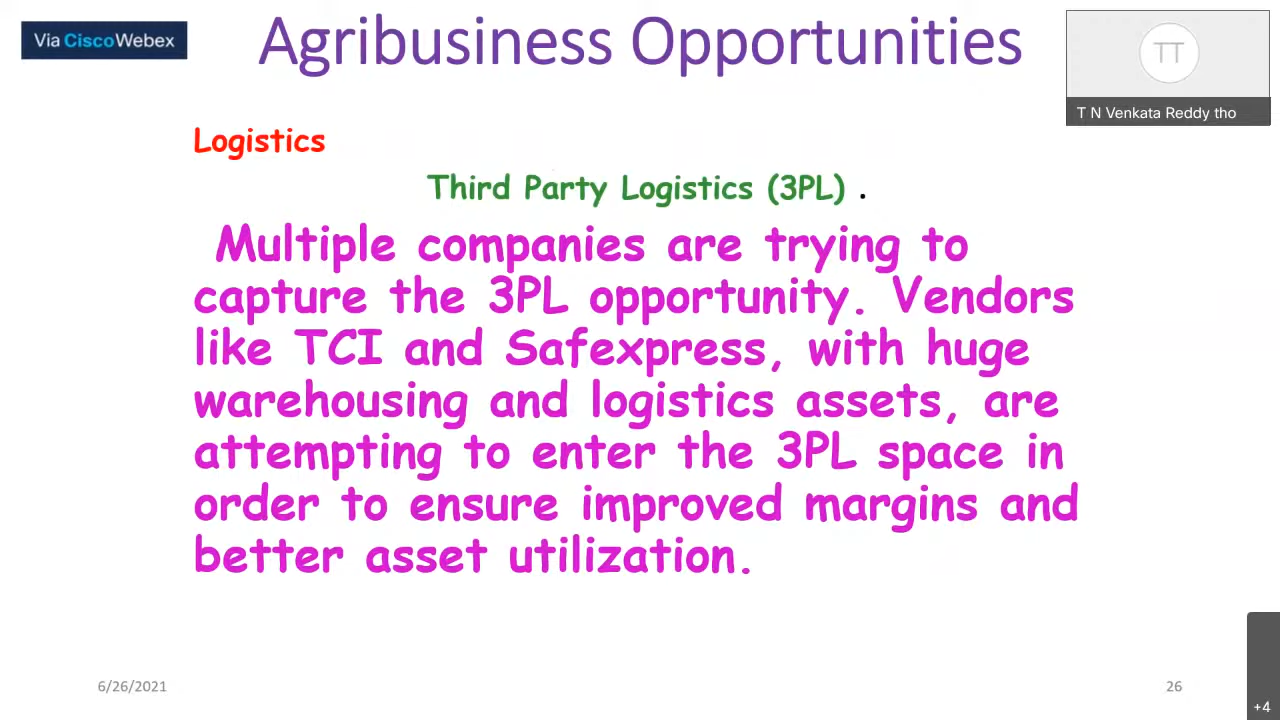 Via Cisco Webex
Agribusiness Opportunities
TT
T N Venkata Reddy tho
Logistics
Third Party Logistics (3PL) .
Multiple companies are trying to
capture the 3PL opportunity. Vendors
like TCI and Safexpress, with huge
warehousing and logistics assets, are
attempting to enter the 3PL space in
order to ensure improved margins and
better asset utilization.
6/26/2021
26
+4